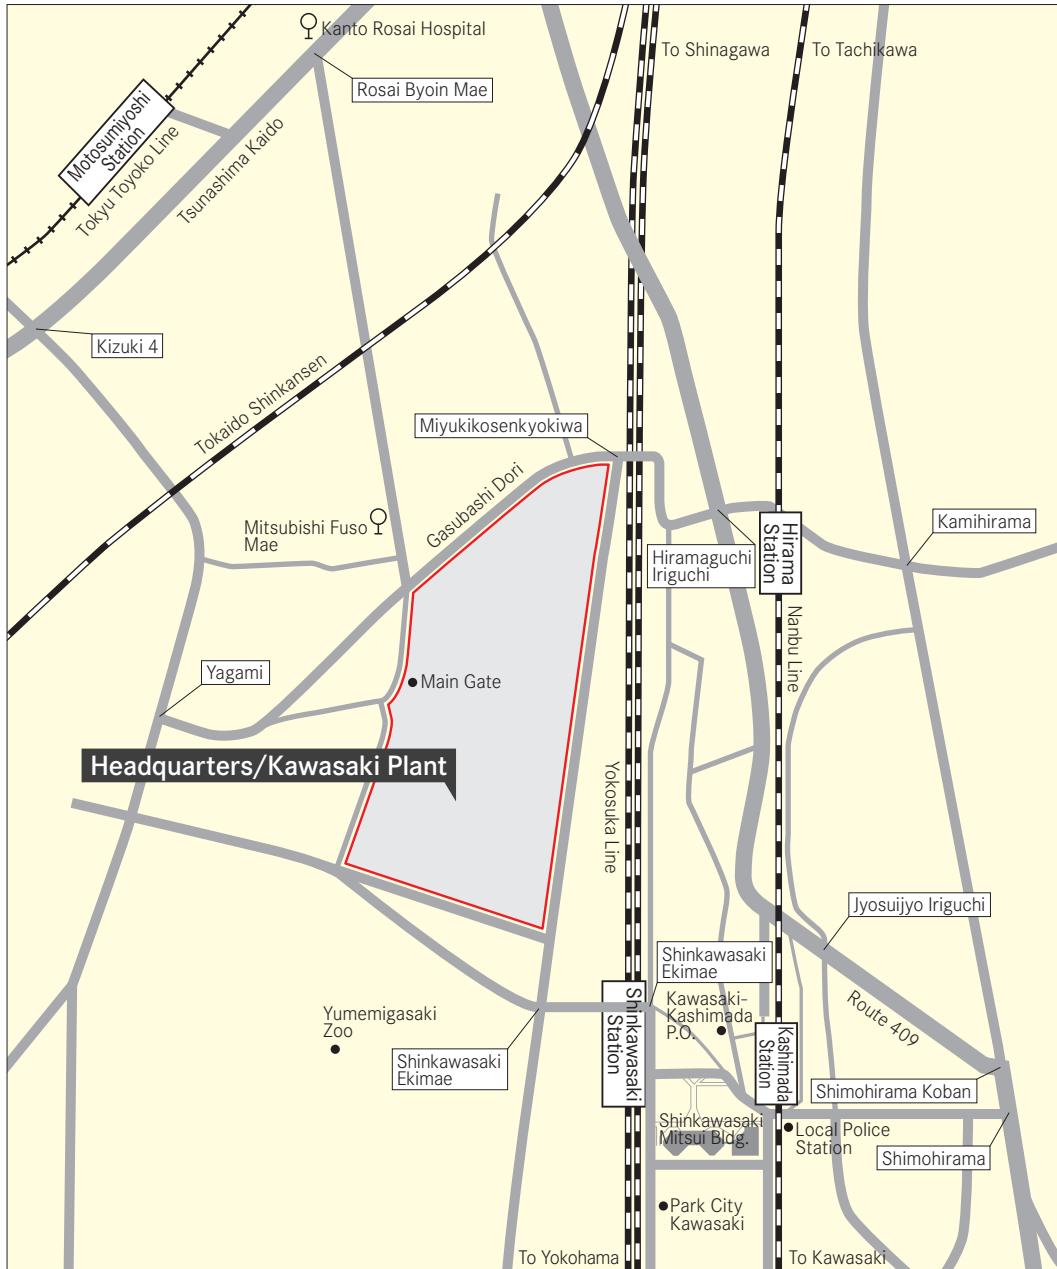 Kanto Rosai Hospital
To Shinagawa
To Tachikawa
Rosai Byoin Mae
Motosumiyoshi
Station
Tokyu Toyoko Line
Tsunashima Kaido
Kizuki 4
Tokaido Shinkansen
Miyukikosenkyokiwa
Gasubashi Dori
Mitsubishi Fuso
Mae
Hiramaguchi
Iriguchi
Hirama
Station
Kamihirama
Nanbu Line
Yagami
Main Gate
Headquarters/Kawasaki Plant
Yokosuka Line
Jyosuijyo Iriguchi
Shinkawasaki
Ekimae
Kawasaki-
Kashimada
P.O.
Shinkawasaki
Station
Route 409
Yumemigasaki
Zoo
Shinkawasaki
Ekimae
Kashimada
Station
Shimohirama Koban
Shinkawasaki
Mitsui Bldg.
Local Police
Station
Shimohirama
Park City
Kawasaki
To Yokohama
To Kawasaki